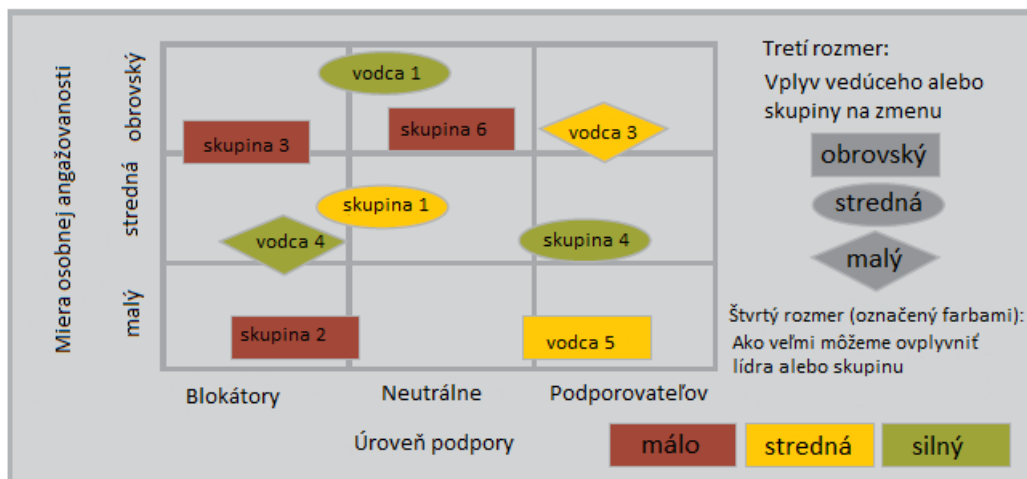 Miera osobnej angažovanosti
obrovský
stredná
malý
vodca 1
skupina 3
skupina 6
vodca 3
skupina 1
vodca 4
skupina 4
skupina 2
vodca 5
Blokátory
Neutrálne
Podporovateľov
Úroveň podpory
Tretí rozmer:
Vplyv vedúceho alebo
skupiny na zmenu
obrovský
stredná
malý
Štvrtý rozmer (označený farbami):
Ako veľmi môžeme ovplyvniť
lídra alebo skupinu
málo
stredná
silný